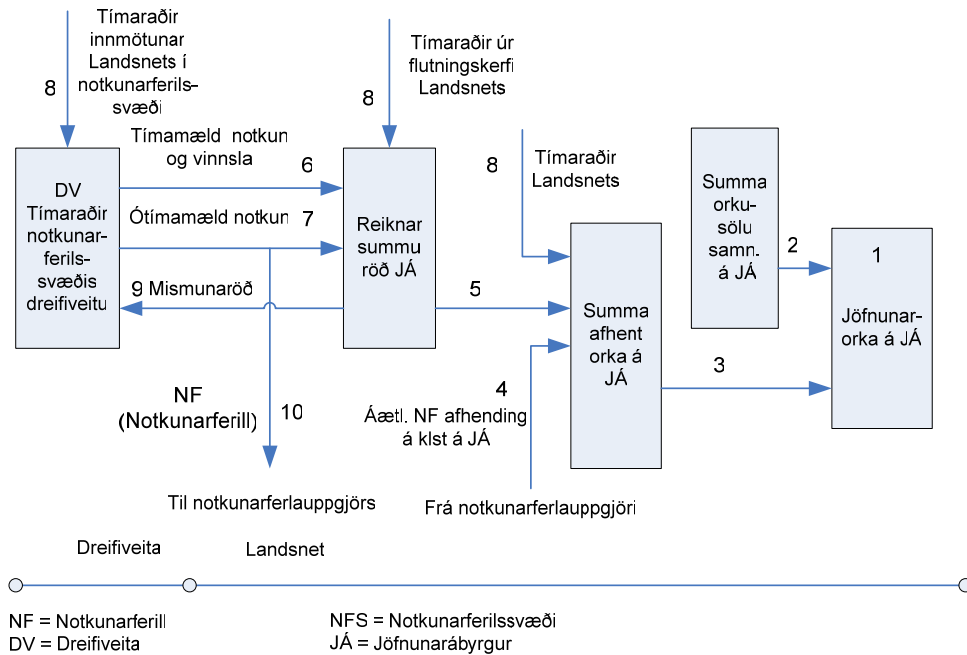 Tímaraðir
innmötunar
Landsnets í
notkunarferils–
svæði
8
Tímaraðir úr
flutningskerfi
Landsnets
8
Tímamæld notkun
og vinnsla
6
8
Tímaraðir
Landsnets
DV
Tímaraðir
notkunar-
ferils-
svæðis
dreifiveitu
Ótímamæld notkun
7
Reiknar
summu
röð JÁ
Summa
orku-
sölu
samn.
á JÁ
2
1
Jöfnunar-
orka á JÁ
9 Mismunaröð
5
Summa
afhent
orka á
JÁ
3
NF
(Notkunarferill)
10
4
Áætl. NF afhending
á klst á JÁ
Til notkunarferlauppgjörs
Frá notkunarferlauppgjöri
Dreifiveita
Landsnet
NF = Notkunarferill
DV = Dreifiveita
NFS = Notkunarferilssvæði
JÁ = Jöfnunarábyrgur